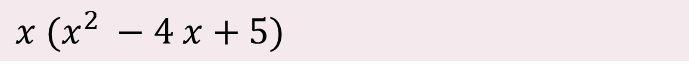 x (x² − 4 x + 5)